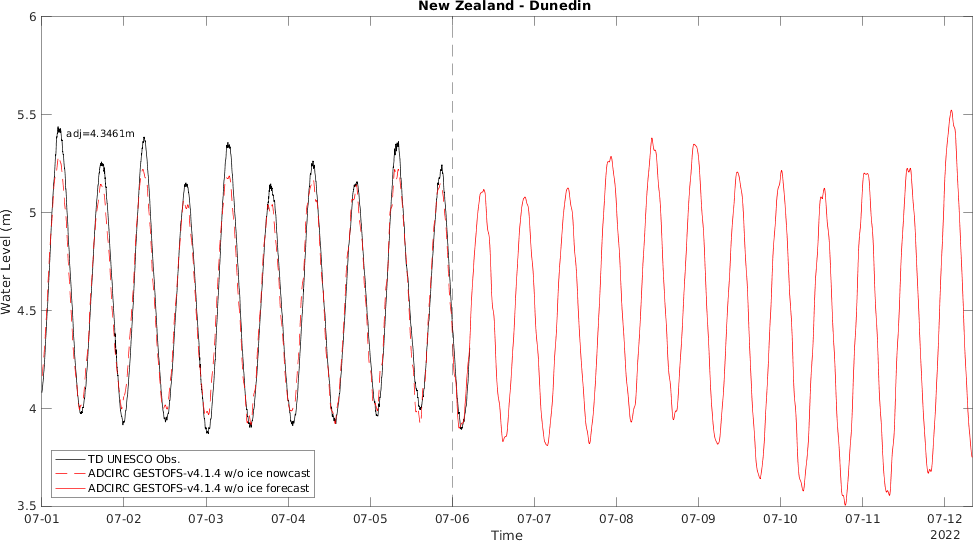 New Zealand - Dunedin
6
5.5
adj=4.3461m
5
Water Level (m)
4.5
4
TD UNESCO Obs.
ADCIRC GESTOFS-v4.1.4 w/o ice nowcast
ADCIRC GESTOFS-v4.1.4 w/o ice forecast
3.5
07-01 07-02 07-03 07-04 07-05 07-06 07-07 07-08 07-09 07-10 07-11 07-12
Time
2022